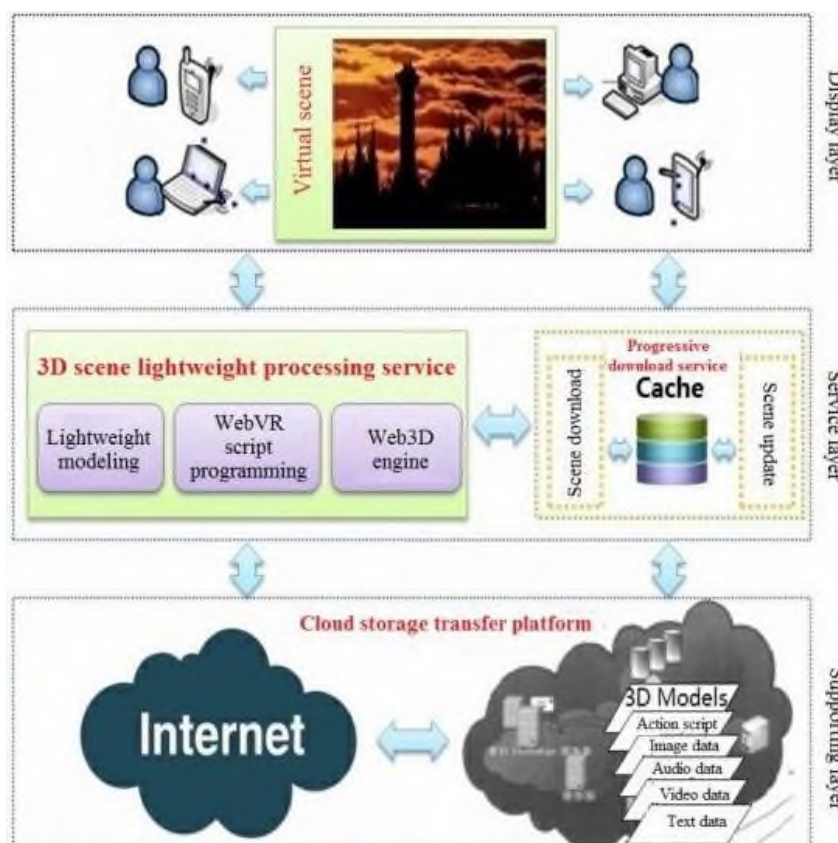 Virtual scene
Display layer
3D scene lightweight processing service
Lightweight
modeling
WebVR
script
programming
Web3D
engine
Progressive
download service
Cache
Scene download
Scene update
Service layer
Cloud storage transfer platform
Internet
3D Models
Action script
Image data
Audio data
Video data
Text data
Supporting layer